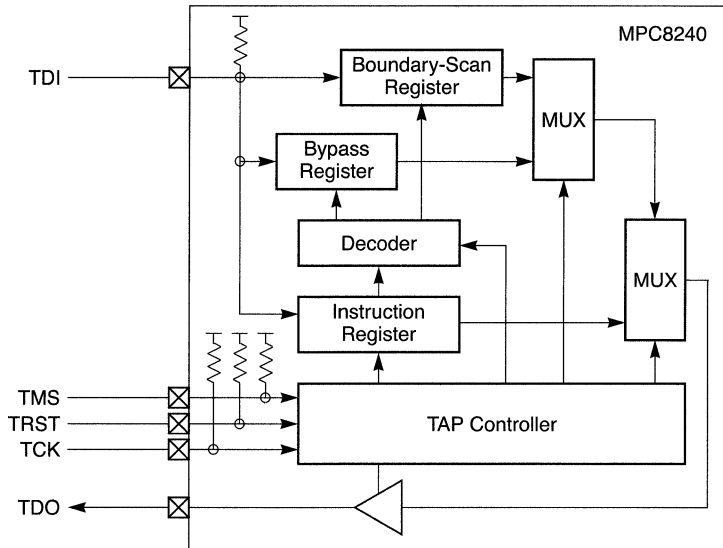 MPC8240
TDI
Boundary-Scan
Register
MUX
Bypass
Register
Decoder
MUX
Instruction
Register
TMS
TRST
TCK
TAP Controller
TDO